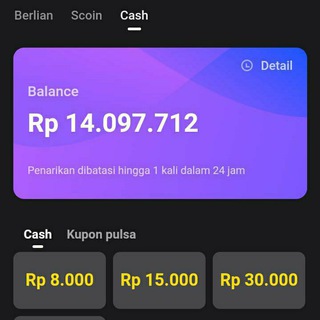 Berlian Scoin Cash
Detail
Balance
Rp 14.097.712
Penarikan dibatasi hingga 1 kali dalam 24 jam
Cash Kupon pulsa
Rp 8.000 Rp 15.000 Rp 30.000